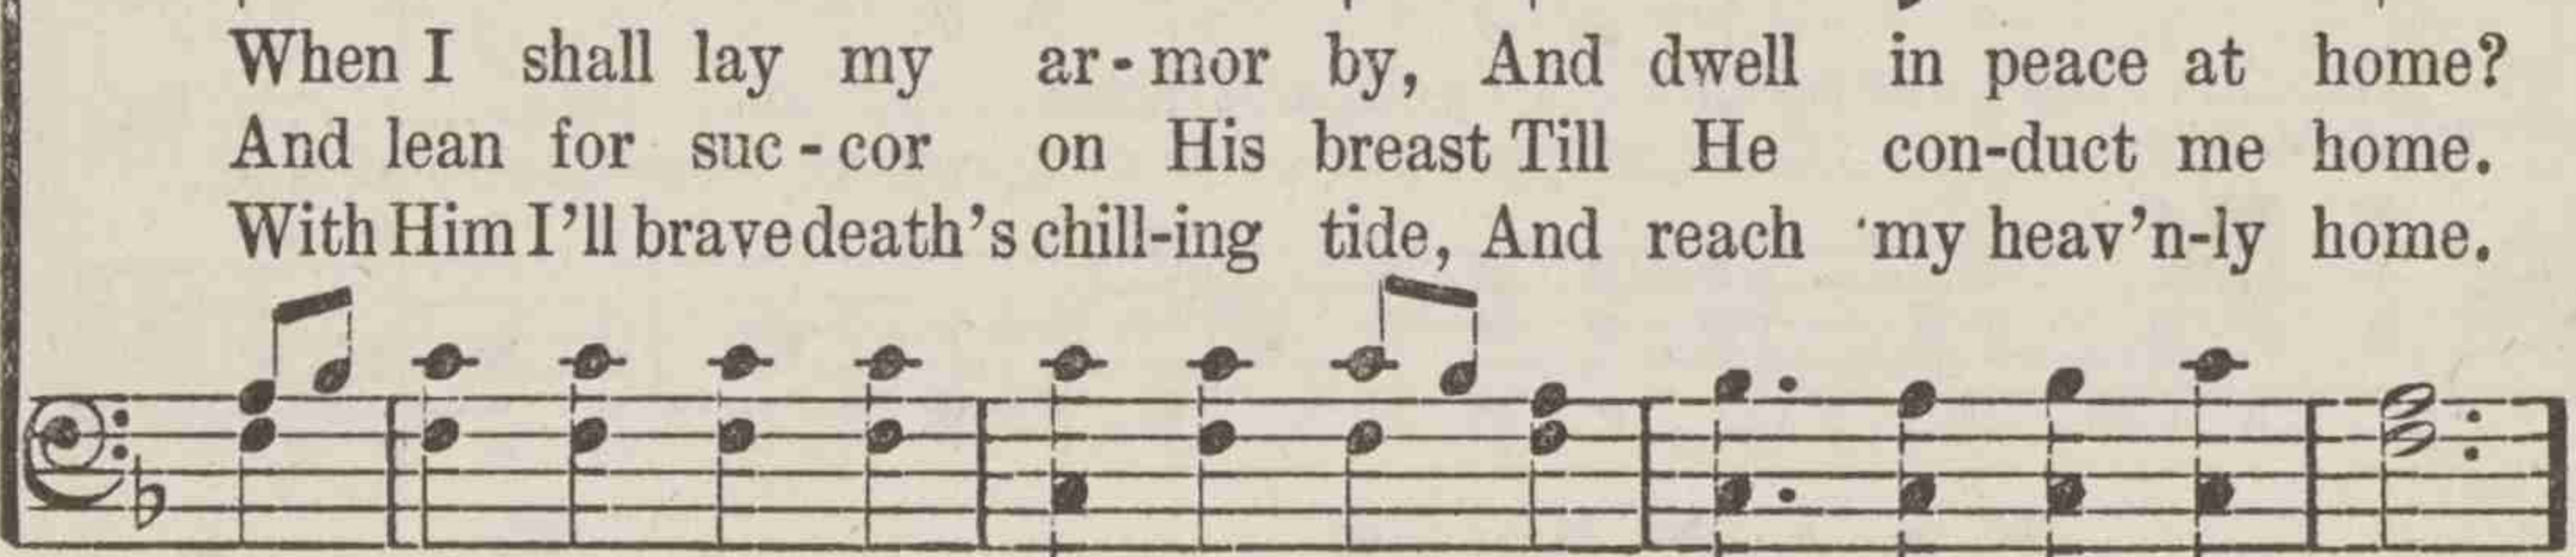 When I shall lay my ar-mor by, And dwell in peace at home?
And lean for suc-cor on His breast Till He con-duct me home.
With Him I'll brave death's chill-ing tide, And reach my heav'n-ly home.